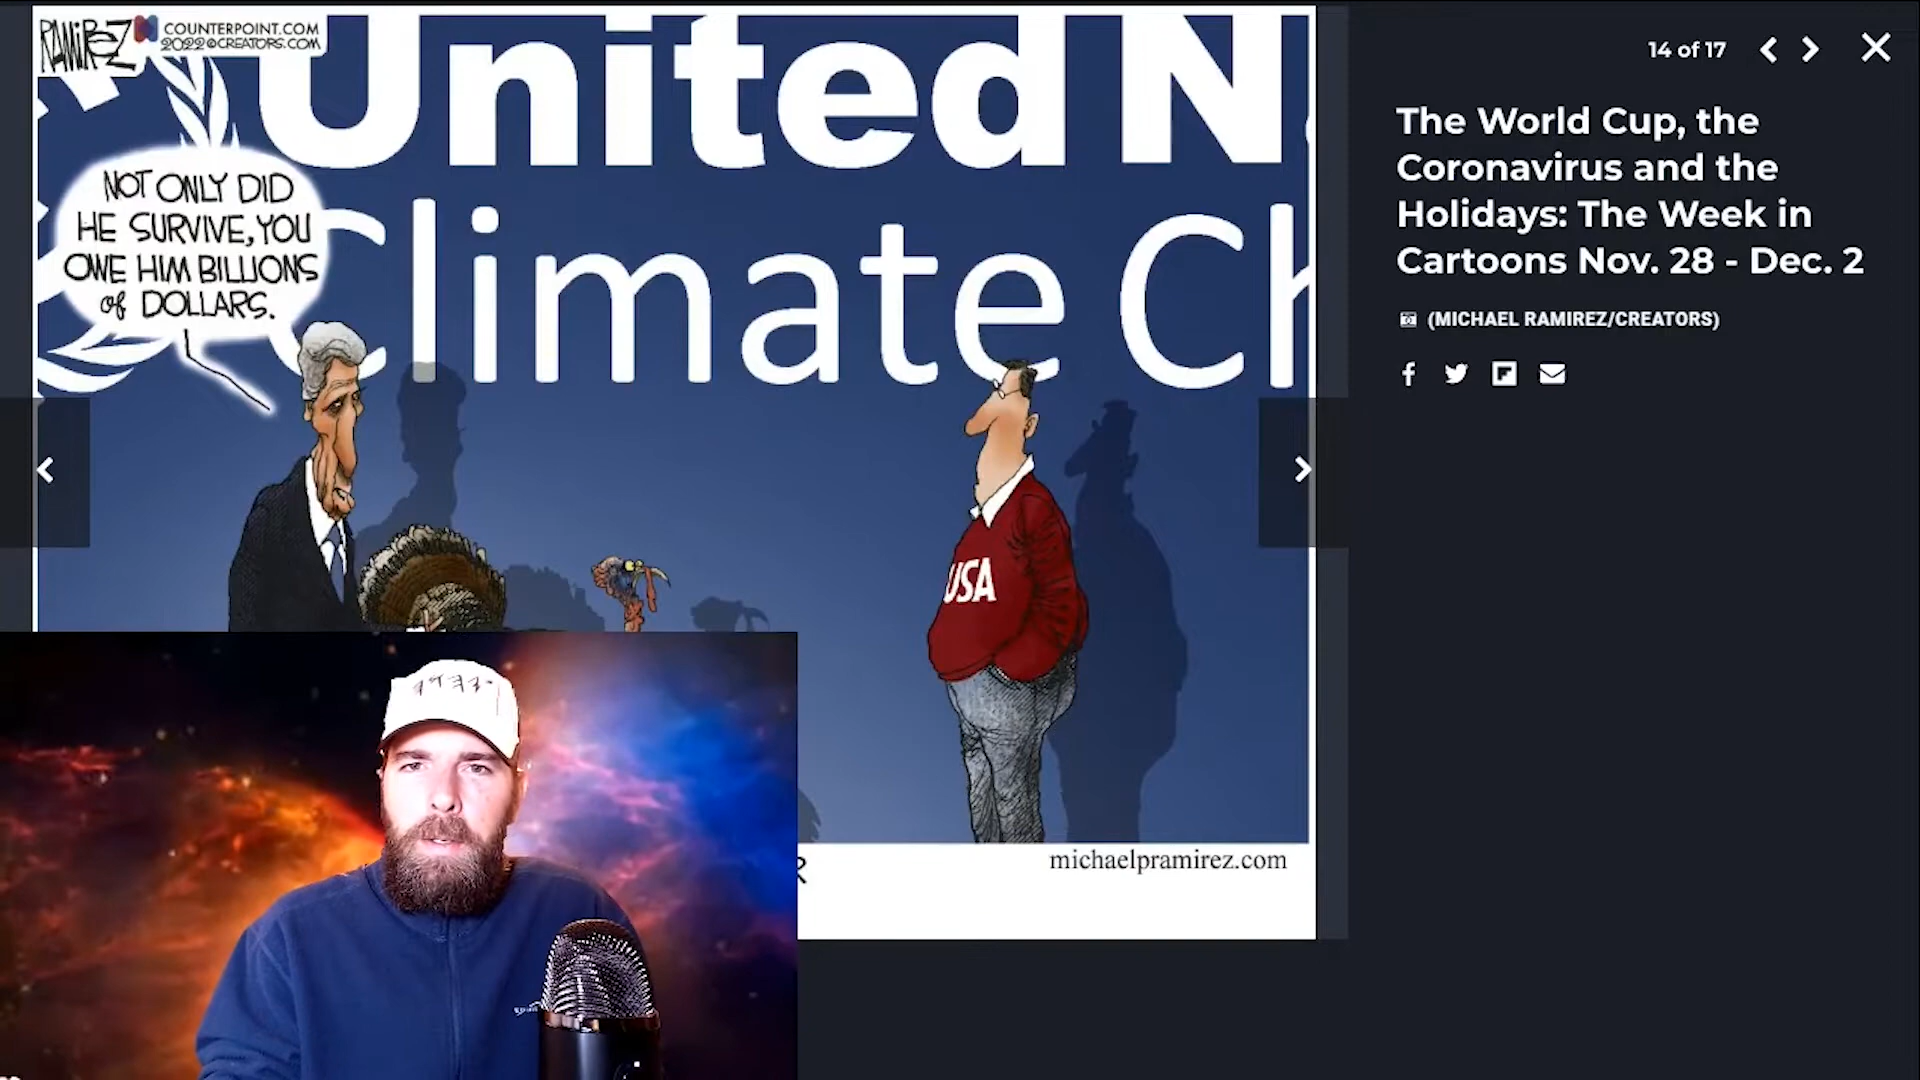 RAMIREZ
COUNTERPOINT.COM
2022 © CREATORS.COM
United N
Climate Ch
NOT ONLY DID
HE SURVIVE, YOU
OWE HIM BILLIONS
of DOLLARS.
USA
michaelpramirez.com
14 of 17
The World Cup, the
Coronavirus and the
Holidays: The Week in
Cartoons Nov. 28 - Dec. 2
(MICHAEL RAMIREZ/CREATORS)